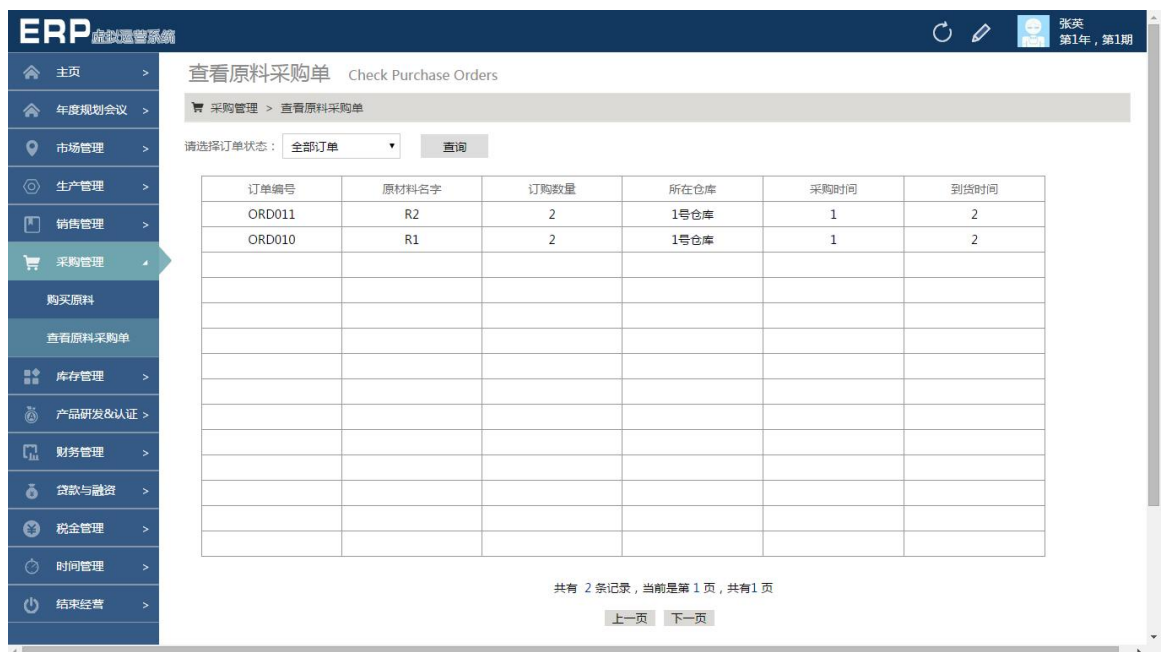 ERP虚拟运营系统
张英
第1年，第1期
主页 >
年度规划会议 >
市场管理 >
生产管理 >
销售管理 >
采购管理
购买原料
查看原料采购单
库存管理 >
产品研发&认证 >
财务管理 >
贷款与融资 >
税金管理 >
时间管理 >
结束经营 >
查看原料采购单 Check Purchase Orders
采购管理 > 查看原料采购单
请选择订单状态： 全部订单 查询
订单编号 原材料名字 订购数量 所在仓库 采购时间 到货时间
ORD011 R2 2 1号仓库 1 2
ORD010 R1 2 1号仓库 1 2
共有 2 条记录，当前是第 1 页，共有1 页
上一页 下一页